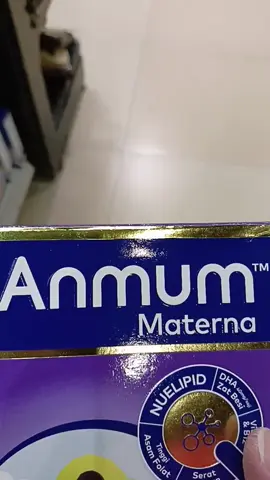 Anmum™
Materna
NUELIPID
DHA
Zat Besi
Tinggi
Asam Folat
Serat